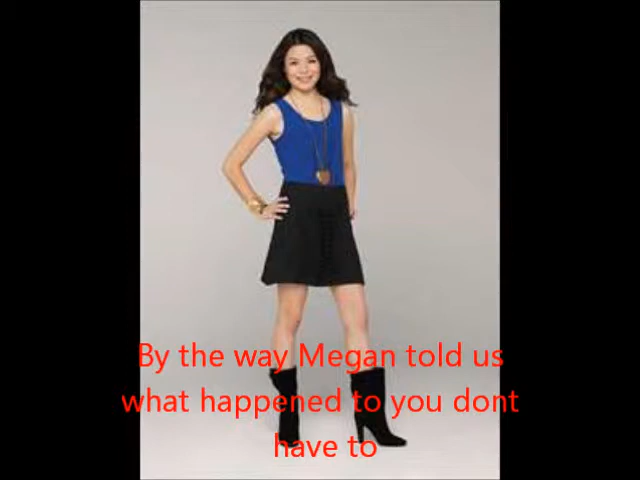 By the way Megan told us
what happened to you dont
have to